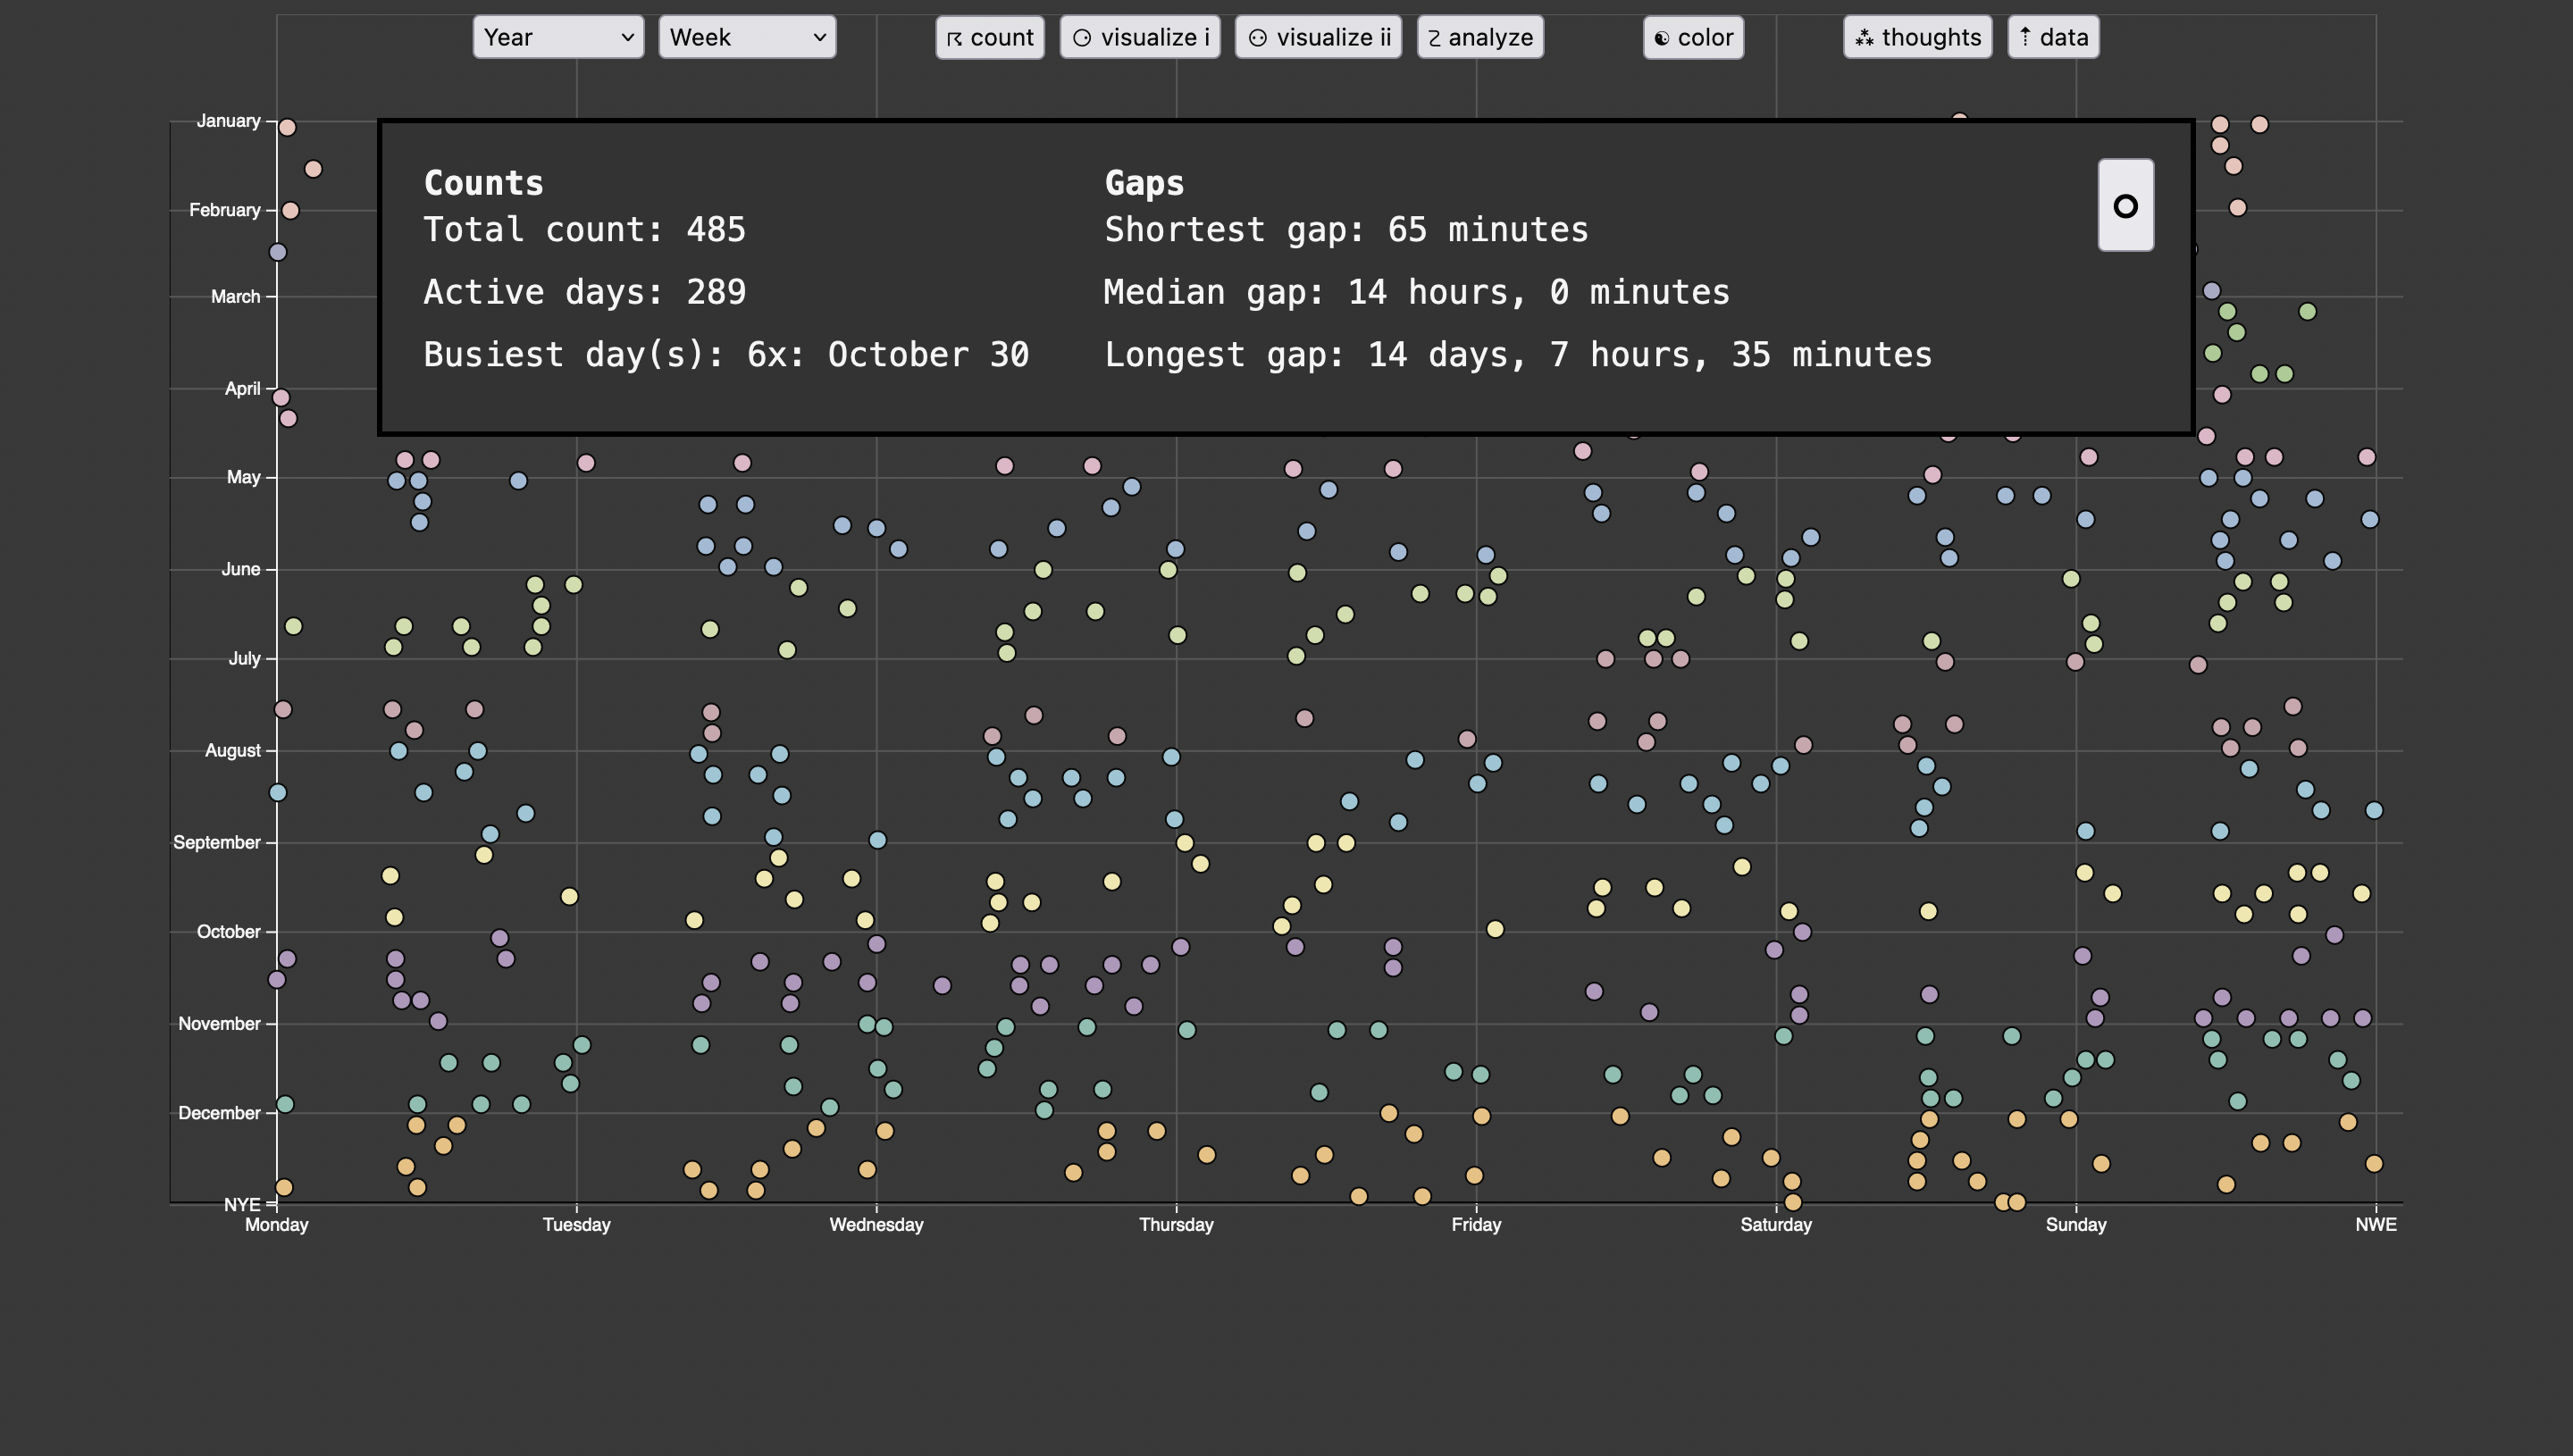 Year
Week
count
visualize i
visualize ii
analyze
color
thoughts
data
January
February
March
April
May
June
July
August
September
October
November
December
NYE
Counts
Total count: 485
Active days: 289
Busiest day(s): 6x: October 30
Gaps
Shortest gap: 65 minutes
Median gap: 14 hours, 0 minutes
Longest gap: 14 days, 7 hours, 35 minutes
Monday
Tuesday
Wednesday
Thursday
Friday
Saturday
Sunday
NWE